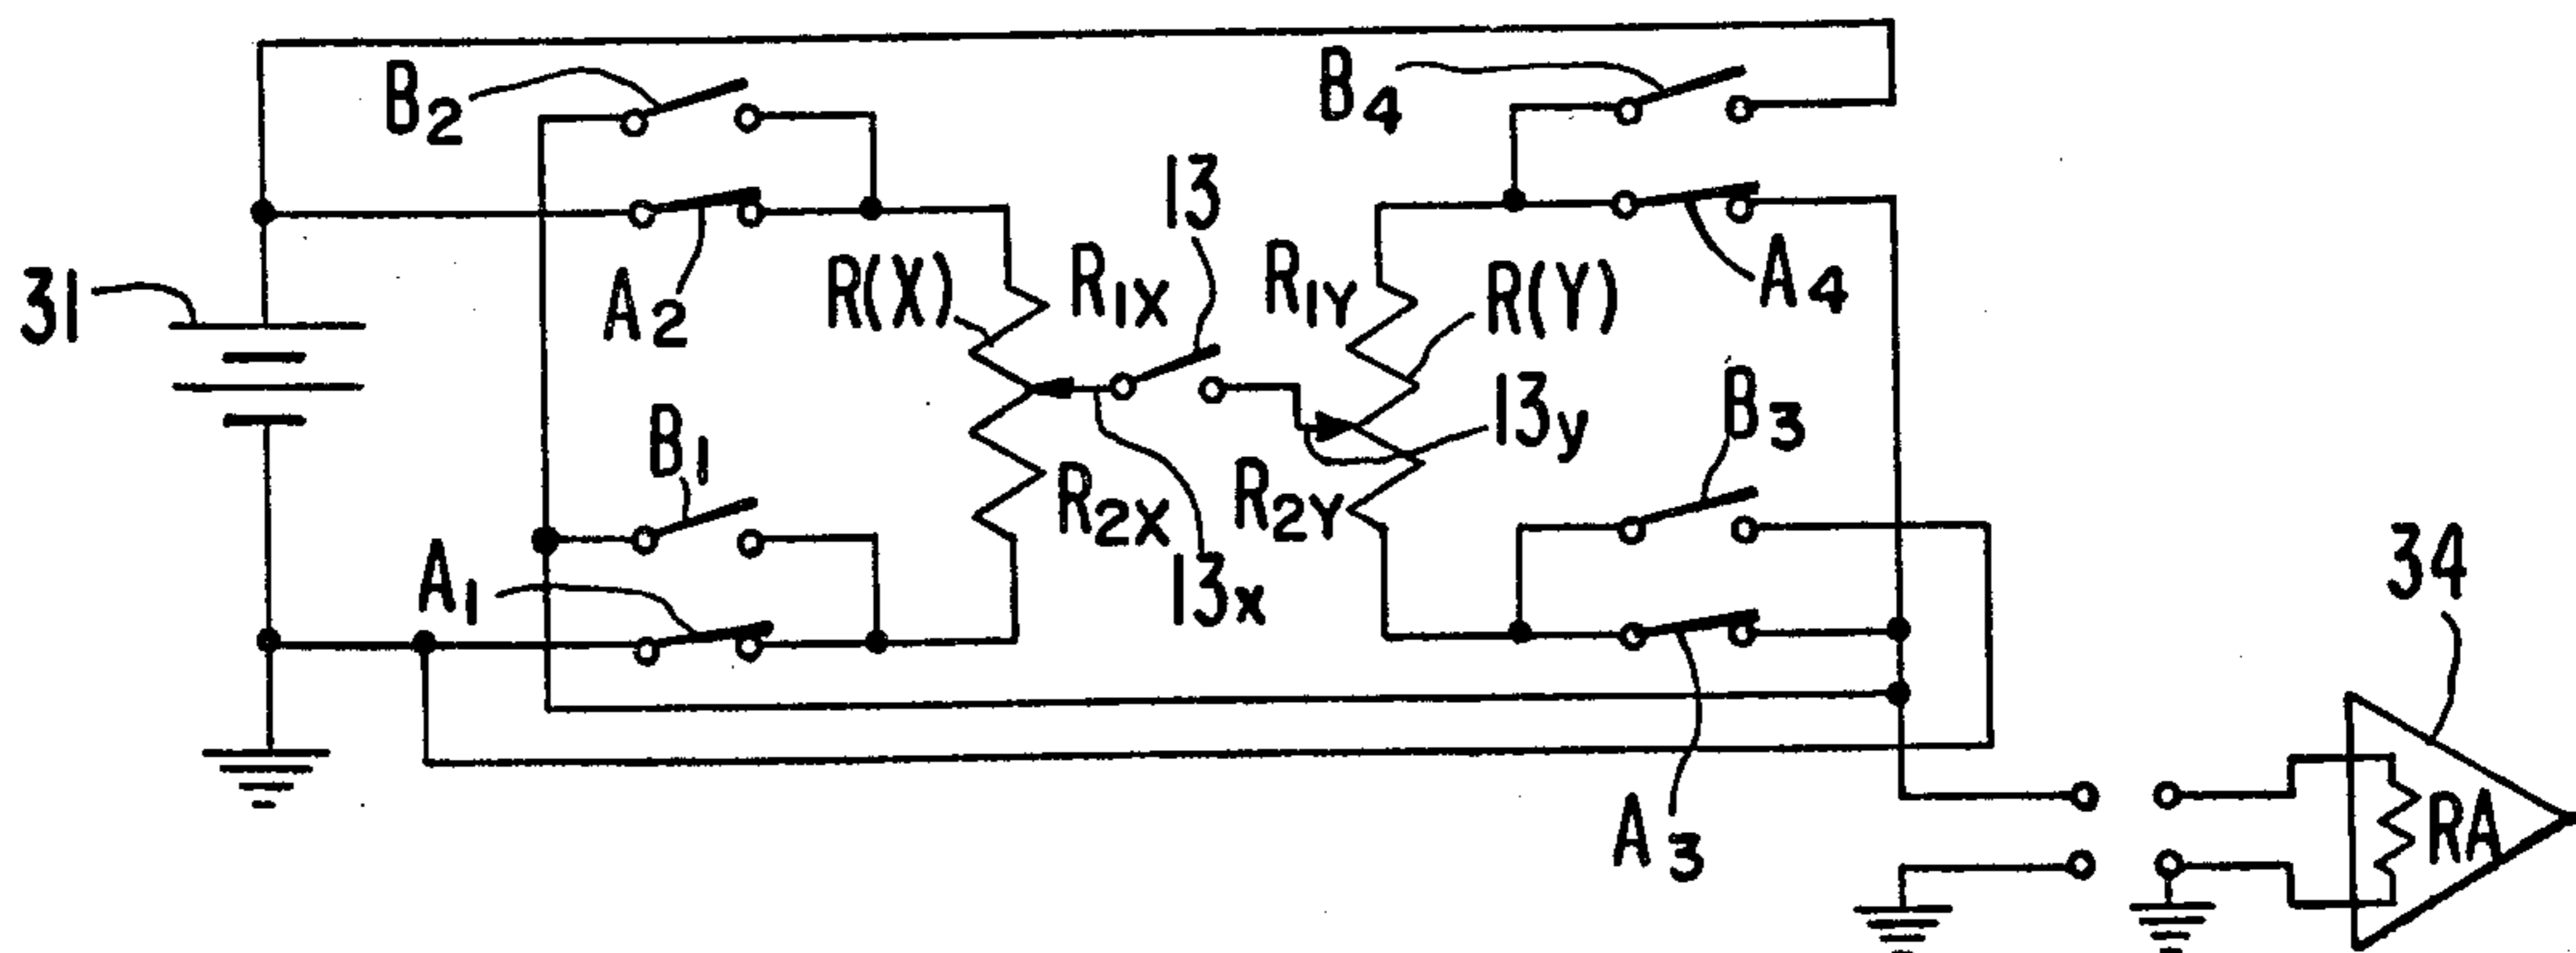 B2
B4
13
A2
R(X)
R1X
R1Y
R(Y)
A4
31
13y
B3
B1
R2X
R2Y
A1
13x
34
A3
RA